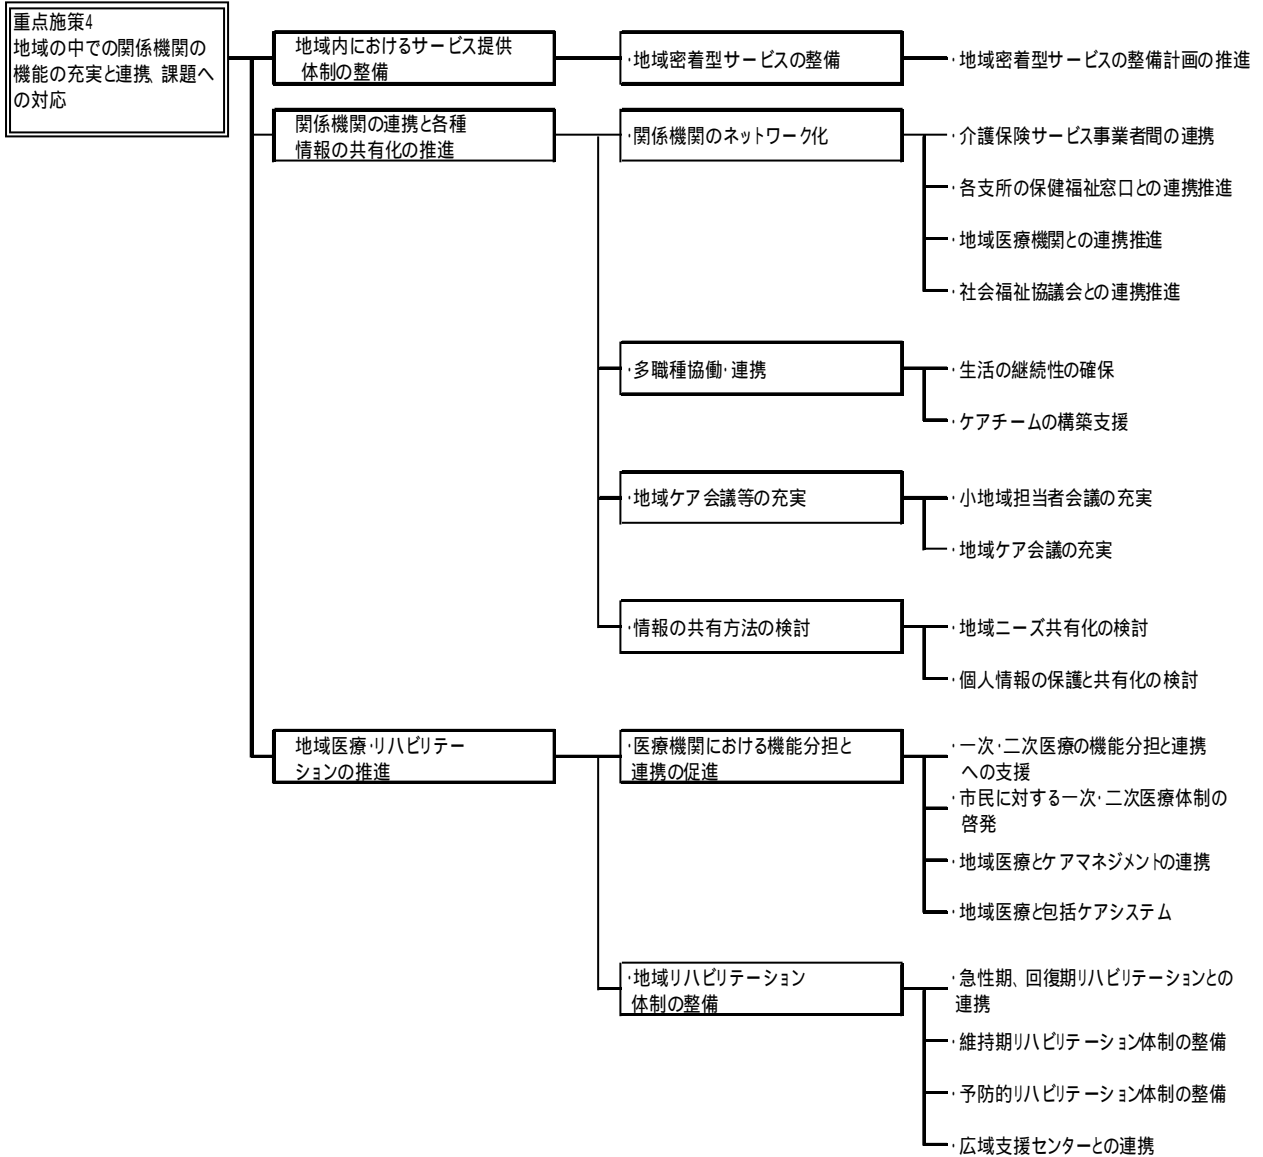 重点施策4
地域の中での関係機関の
機能の充実と連携、課題へ
の対応
地域内におけるサービス提供
体制の整備
・地域密着型サービスの整備
・地域密着型サービスの整備計画の推進
関係機関の連携と各種
情報の共有化の推進
・関係機関のネットワーク化
・介護保険サービス事業者間の連携
・各支所の保健福祉窓口との連携推進
・地域医療機関との連携推進
・社会福祉協議会との連携推進
・多職種協働・連携
・生活の継続性の確保
・ケアチームの構築支援
・地域ケア会議等の充実
・小地域担当者会議の充実
・地域ケア会議の充実
・情報の共有方法の検討
・地域ニーズ共有化の検討
・個人情報の保護と共有化の検討
地域医療・リハビリテー
ションの推進
・医療機関における機能分担と
連携の促進
・一次・二次医療の機能分担と連携
への支援
・市民に対する一次・二次医療体制の
啓発
・地域医療とケアマネジメントの連携
・地域医療と包括ケアシステム
・地域リハビリテーション
体制の整備
・急性期、回復期リハビリテーションとの
連携
・維持期リハビリテーション体制の整備
・予防的リハビリテーション体制の整備
・広域支援センターとの連携